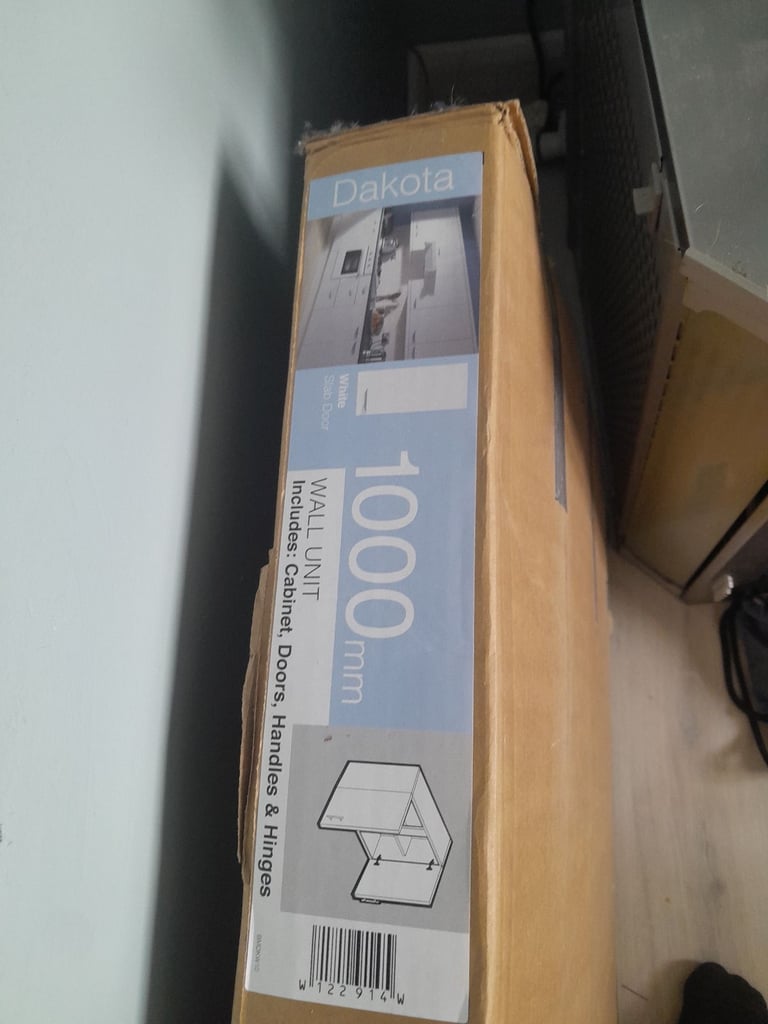 Dakota
White
Slab Door
1000mm
WALL UNIT
Includes: Cabinet, Doors, Handles & Hinges
W122914W